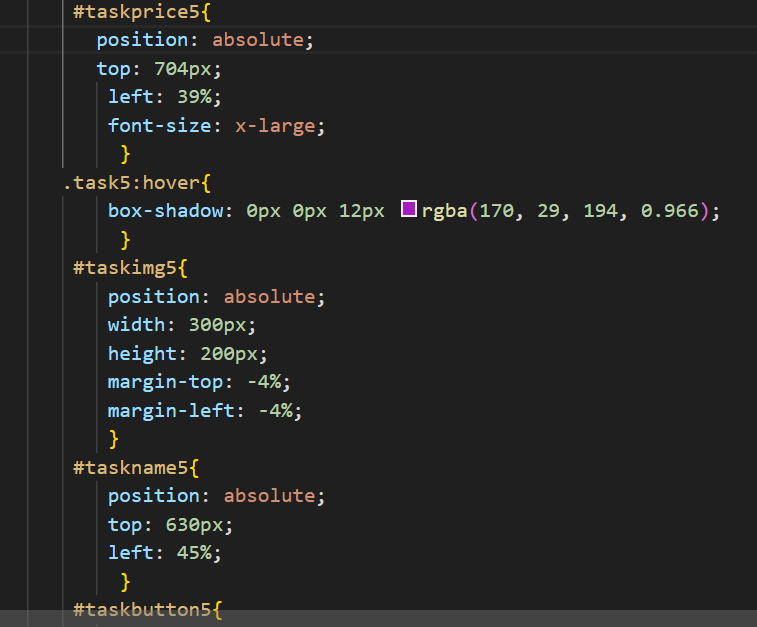 #taskprice5{
position: absolute;
top: 704px;
left: 39%;
font-size: x-large;
}
.task5:hover{
box-shadow: 0px 0px 12px rgba(170, 29, 194, 0.966);
}
#taskimg5{
position: absolute;
width: 300px;
height: 200px;
margin-top: -4%;
margin-left: -4%;
}
#taskname5{
position: absolute;
top: 630px;
left: 45%;
}
#taskbutton5{